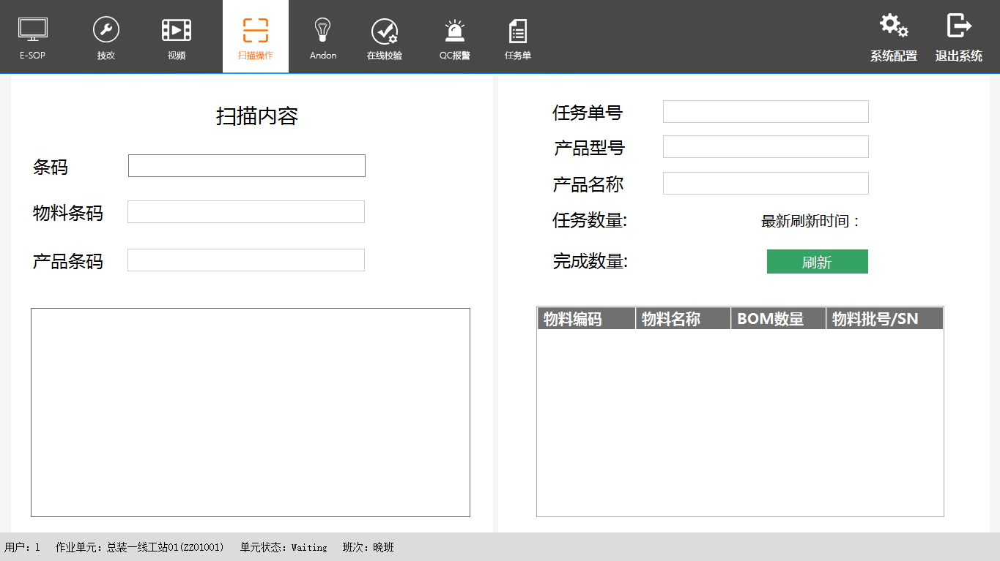 E-SOP 技改 视频 扫描操作 Andon 在线校验 QC报警 任务单 系统配置 退出系统
扫描内容
条码
物料条码
产品条码
任务单号
产品型号
产品名称
任务数量: 最新刷新时间：
完成数量: 刷新
物料编码 物料名称 BOM数量 物料批号/SN
用户: l 作业单元: 总装一线工站01(ZZ01001) 单元状态: Waiting 班次: 晚班